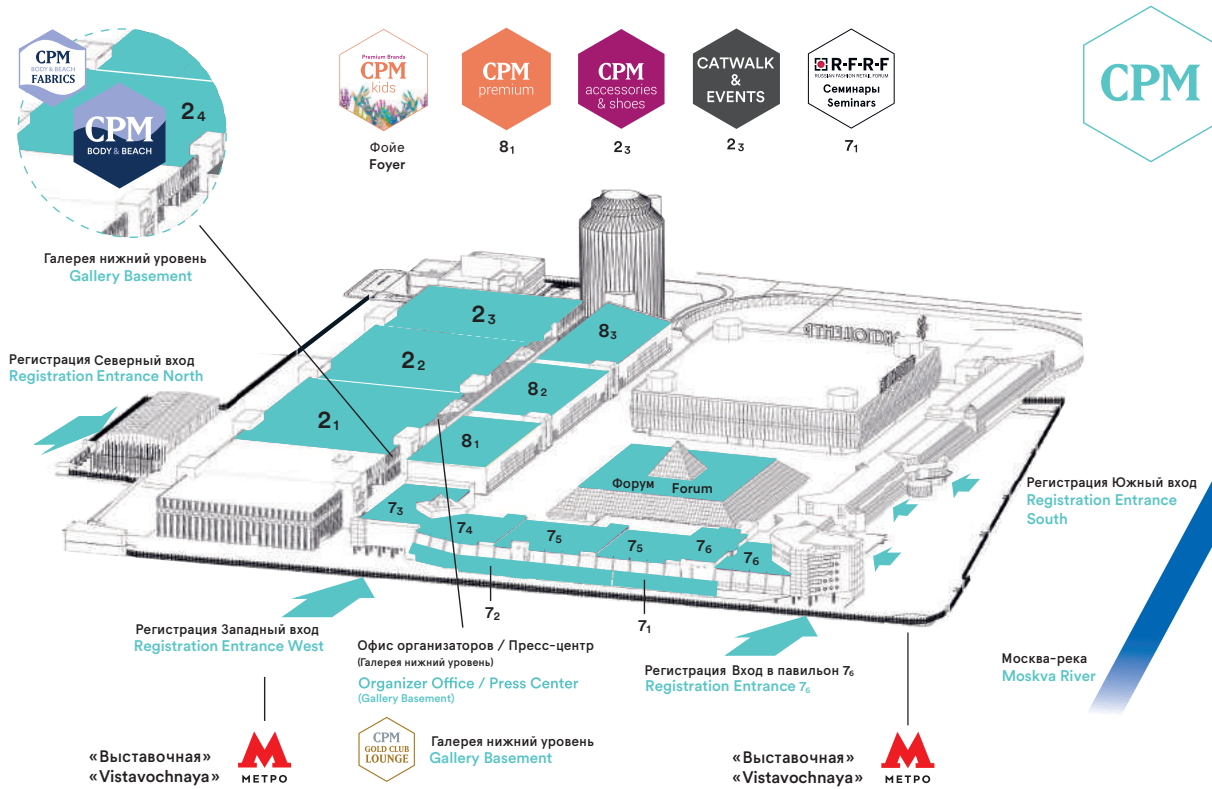 CPM
BODY & BEACH
FABRICS
2₄
CPM
BODY & BEACH
Premium Brands
CPM
kids
Фойе
Foyer
CPM
premium
8₁
CPM
accessories
& shoes
2₃
CATWALK
&
EVENTS
2₃
R-F-R-F
RUSSIAN FASHION RETAIL FORUM
Семинары
Seminars
7₁
CPM
Галерея нижний уровень
Gallery Basement
Регистрация Северный вход
Registration Entrance North
2₃
2₂
2₁
8₃
8₂
8₁
Форум Forum
7₃
7₄
7₅
7₅
7₆
7₆
7₂
7₁
Регистрация Южный вход
Registration Entrance
South
Регистрация Западный вход
Registration Entrance West
Офис организаторов / Пресс-центр
(Галерея нижний уровень)
Organizer Office / Press Center
(Gallery Basement)
Регистрация Вход в павильон 7₆
Registration Entrance 7₆
Москва-река
Moskva River
«Выставочная»
«Vistavochnaya»
МЕТРО
CPM
GOLD CLUB
LOUNGE
Галерея нижний уровень
Gallery Basement
«Выставочная»
«Vistavochnaya»
МЕТРО